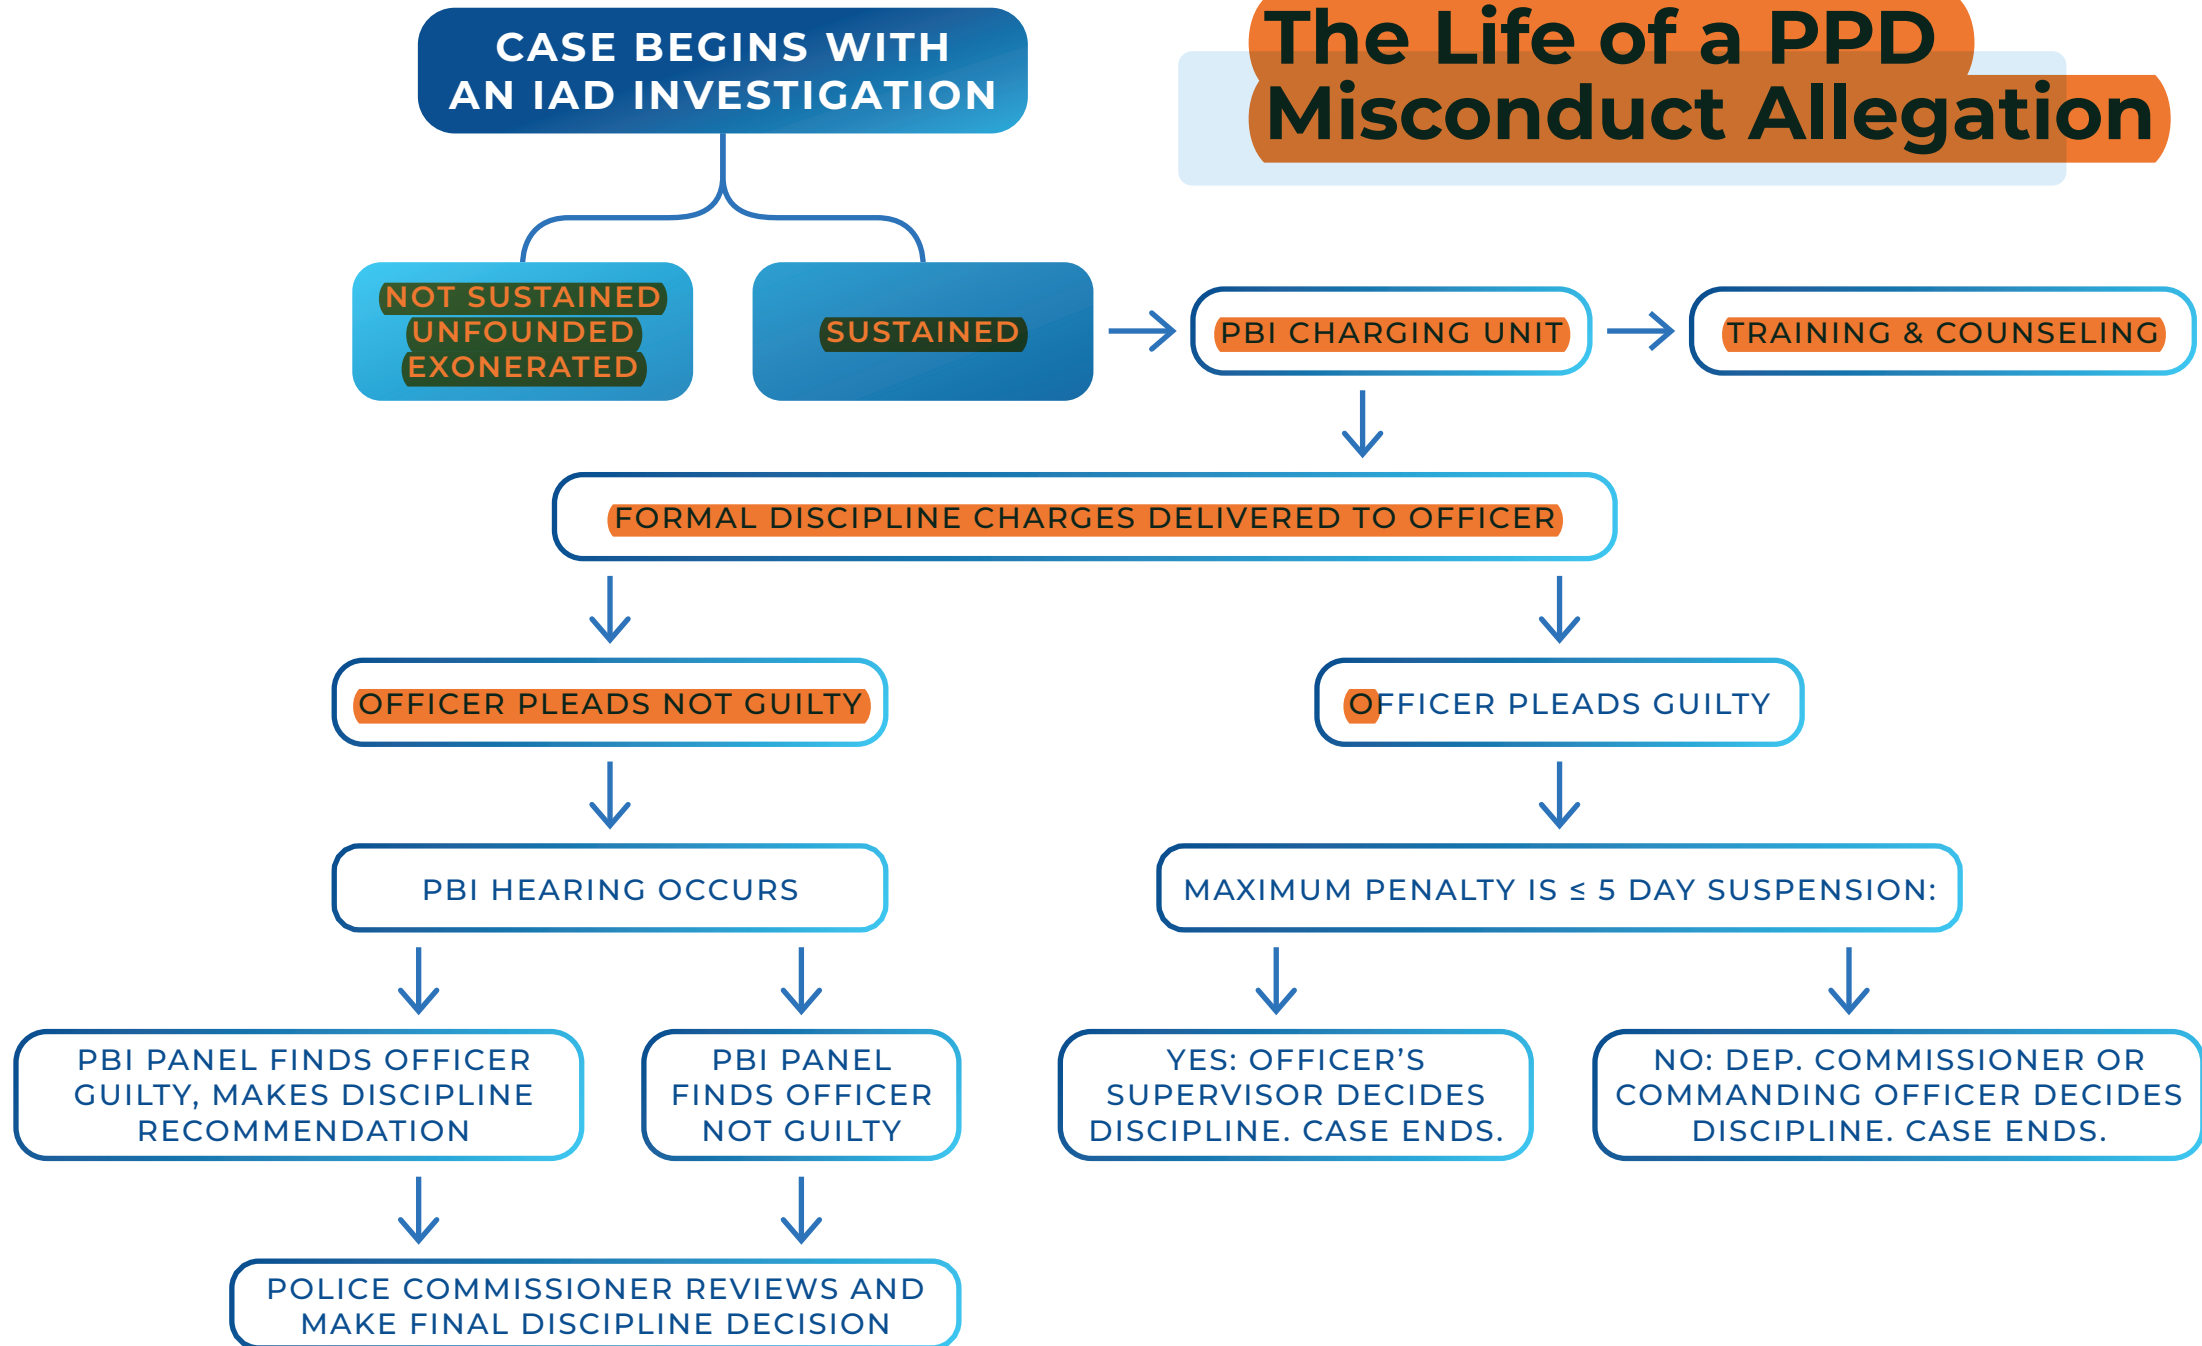 The Life of a PPD
Misconduct Allegation
CASE BEGINS WITH
AN IAD INVESTIGATION
NOT SUSTAINED
UNFOUNDED
EXONERATED
SUSTAINED
PBI CHARGING UNIT
TRAINING & COUNSELING
FORMAL DISCIPLINE CHARGES DELIVERED TO OFFICER
OFFICER PLEADS NOT GUILTY
OFFICER PLEADS GUILTY
PBI HEARING OCCURS
MAXIMUM PENALTY IS ≤ 5 DAY SUSPENSION:
PBI PANEL FINDS OFFICER
GUILTY, MAKES DISCIPLINE
RECOMMENDATION
PBI PANEL
FINDS OFFICER
NOT GUILTY
YES: OFFICER’S
SUPERVISOR DECIDES
DISCIPLINE. CASE ENDS.
NO: DEP. COMMISSIONER OR
COMMANDING OFFICER DECIDES
DISCIPLINE. CASE ENDS.
POLICE COMMISSIONER REVIEWS AND
MAKE FINAL DISCIPLINE DECISION